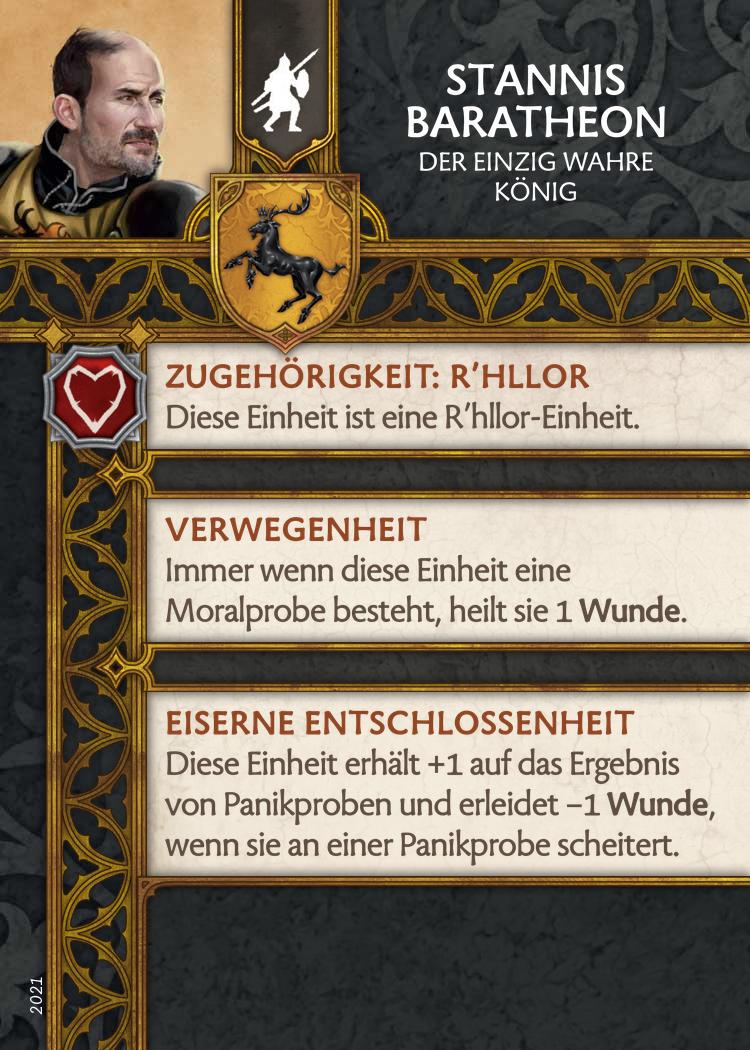 STANNIS
BARATHEON
DER EINZIG WAHRE
KÖNIG
ZUGEHÖRIGKEIT: R'HLLOR
Diese Einheit ist eine R'hllor-Einheit.
VERWEGENHEIT
Immer wenn diese Einheit eine
Moralprobe besteht, heilt sie 1 Wunde.
EISERNE ENTSCHLOSSENHEIT
Diese Einheit erhält +1 auf das Ergebnis
von Panikproben und erleidet –1 Wunde,
wenn sie an einer Panikprobe scheitert.
2021